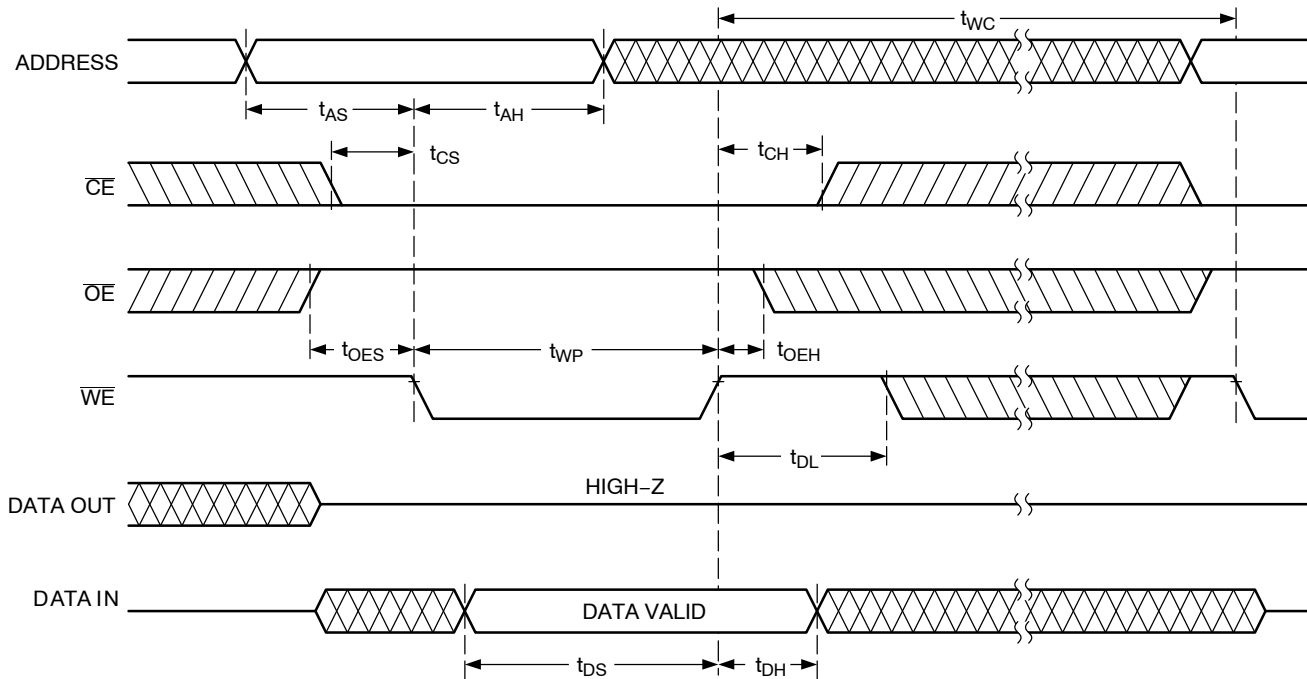 tWC
ADDRESS
tAS tAH
tCS tCH
CE
OE
tOES tWP tOEH
WE
tDL
HIGH–Z
DATA OUT
DATA IN DATA VALID
tDS tDH